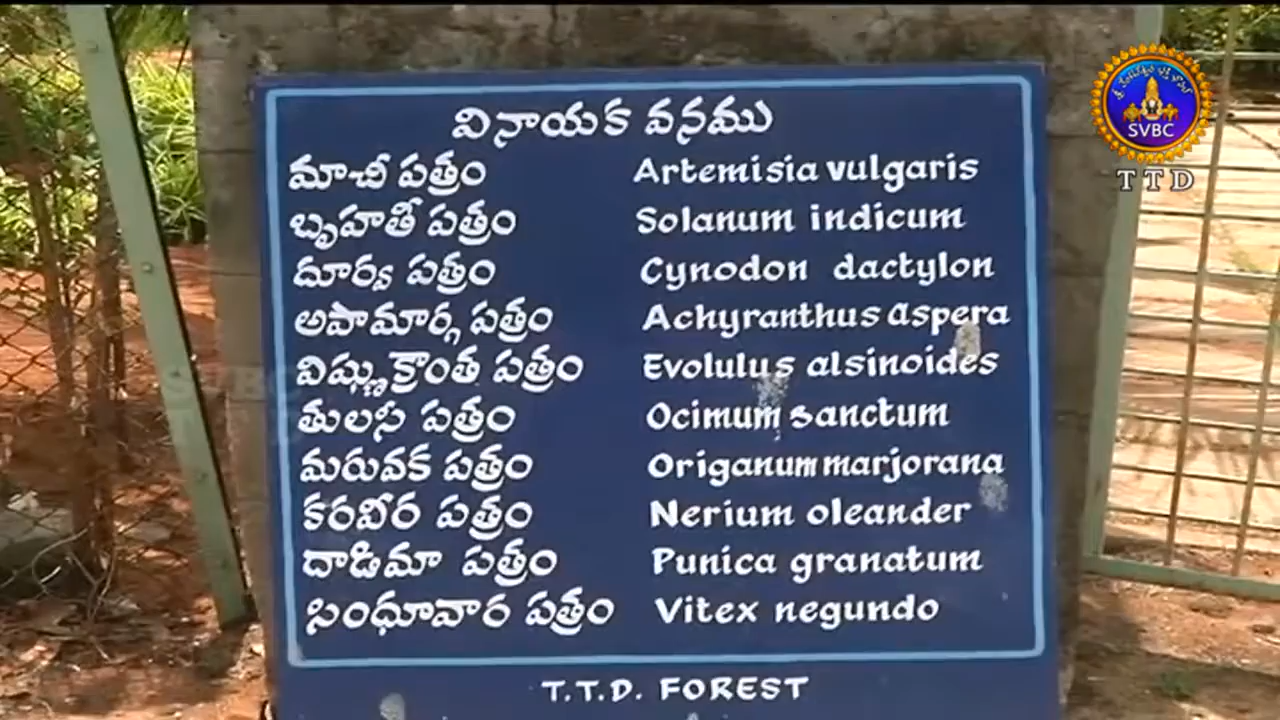 వినాయక వనము
మాచీ పత్రం Artemisia vulgaris
బృహతీ పత్రం Solanum indicum
దూర్వ పత్రం Cynodon dactylon
అపామార్గ పత్రం Achyranthus aspera
విష్ణుక్రాంత పత్రం Evolulus alsinoides
తులసి పత్రం Ocimum sanctum
మరువక పత్రం Origanum marjorana
కరవీర పత్రం Nerium oleander
దాడిమా పత్రం Punica granatum
సింధూవార పత్రం Vitex negundo
T.T.D. FOREST
SVBC
TTD